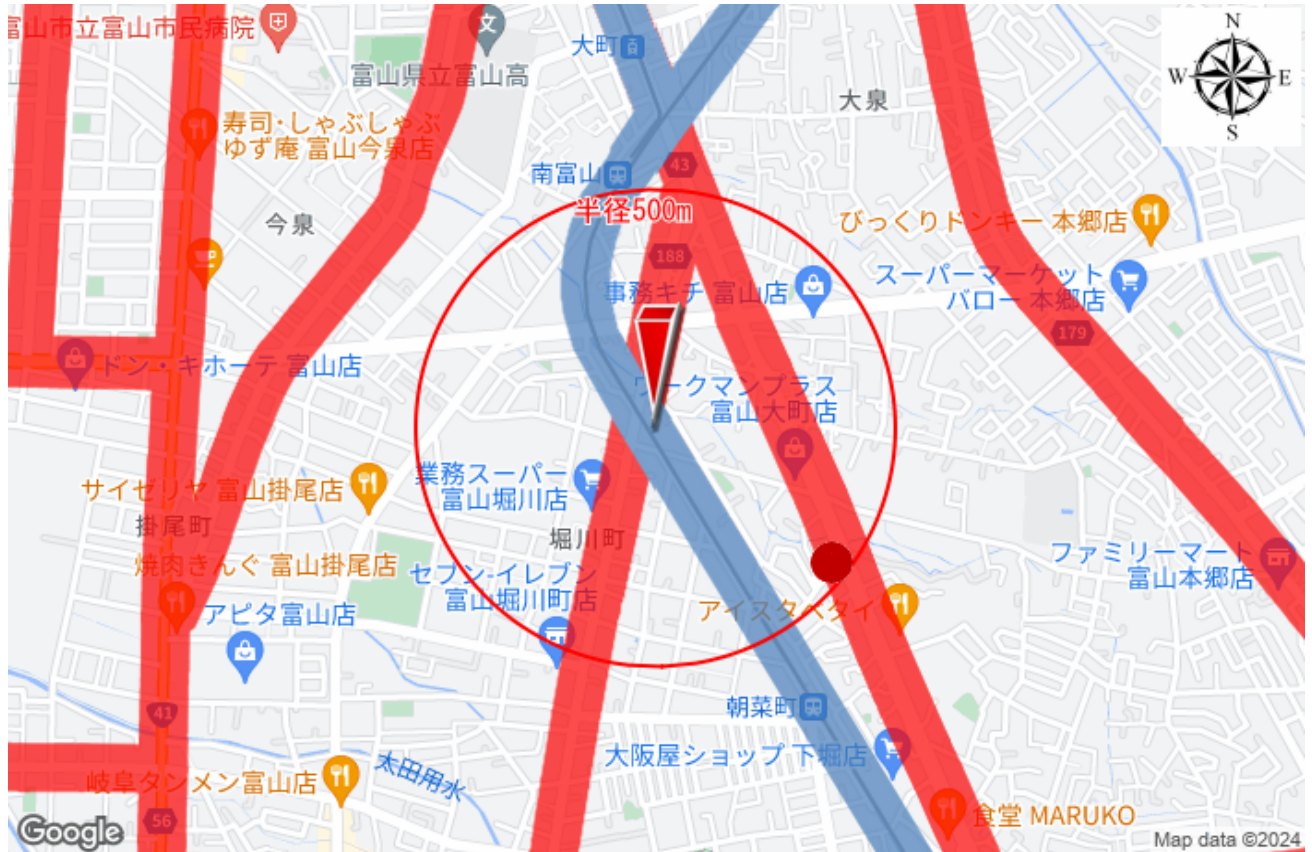 富山市立富山市民病院
富山県立富山高
大町
大泉
N
W
E
S
寿司·しゃぶしゃぶ
ゆず庵 富山今泉店
南富山
43
今泉
半径500m
びっくりドンキー 本郷店
188
事務キチ 富山店
スーパーマーケット
バロー 本郷店
179
ドン・キホーテ 富山店
ワークマンプラス
富山大町店
業務スーパー
富山堀川店
サイゼリヤ 富山掛尾店
掛尾町
堀川町
焼肉きんぐ 富山掛尾店
セブン-イレブン
富山堀川町店
ファミリーマート
富山本郷店
アピタ富山店
アイスタベタイ
朝菜町
41
大阪屋ショップ 下堀店
太田用水
岐阜タンメン富山店
56
食堂 MARUKO
Google
Map data ©2024